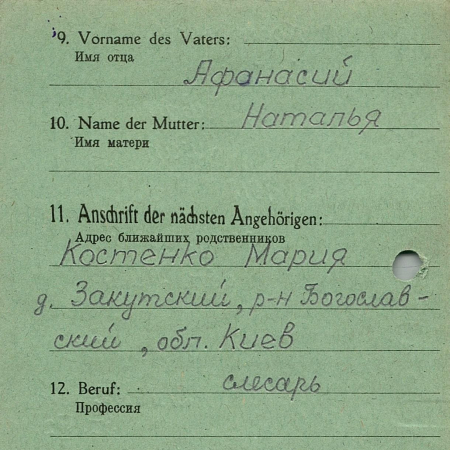 9. Vorname des Vaters:
Имя отца
Афанасий
10. Name der Mutter: Наталья
Имя матери
11. Anschrift der nächsten Angehörigen:
Адрес ближайших родственников
Костенко Мария
д. Закутский, р-н Богослав-
ский, обл. Киев
12. Beruf: слесарь
Профессия